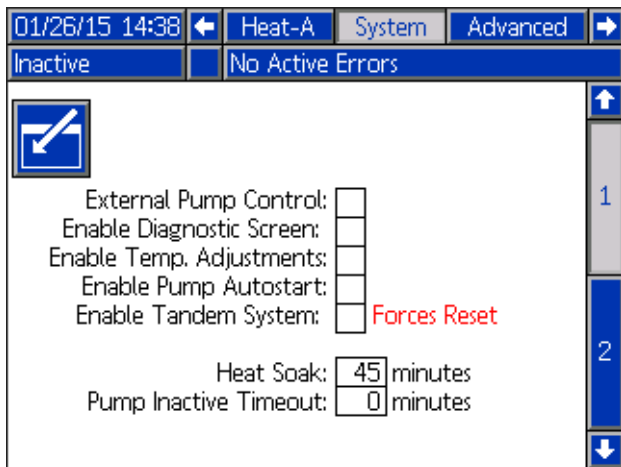 01/26/15 14:38 Heat-A System Advanced
Inactive No Active Errors
External Pump Control:
1
Enable Diagnostic Screen:
Enable Temp. Adjustments:
Enable Pump Autostart:
Enable Tandem System: Forces Reset
2
Heat Soak: 45 minutes
Pump Inactive Timeout: 0 minutes